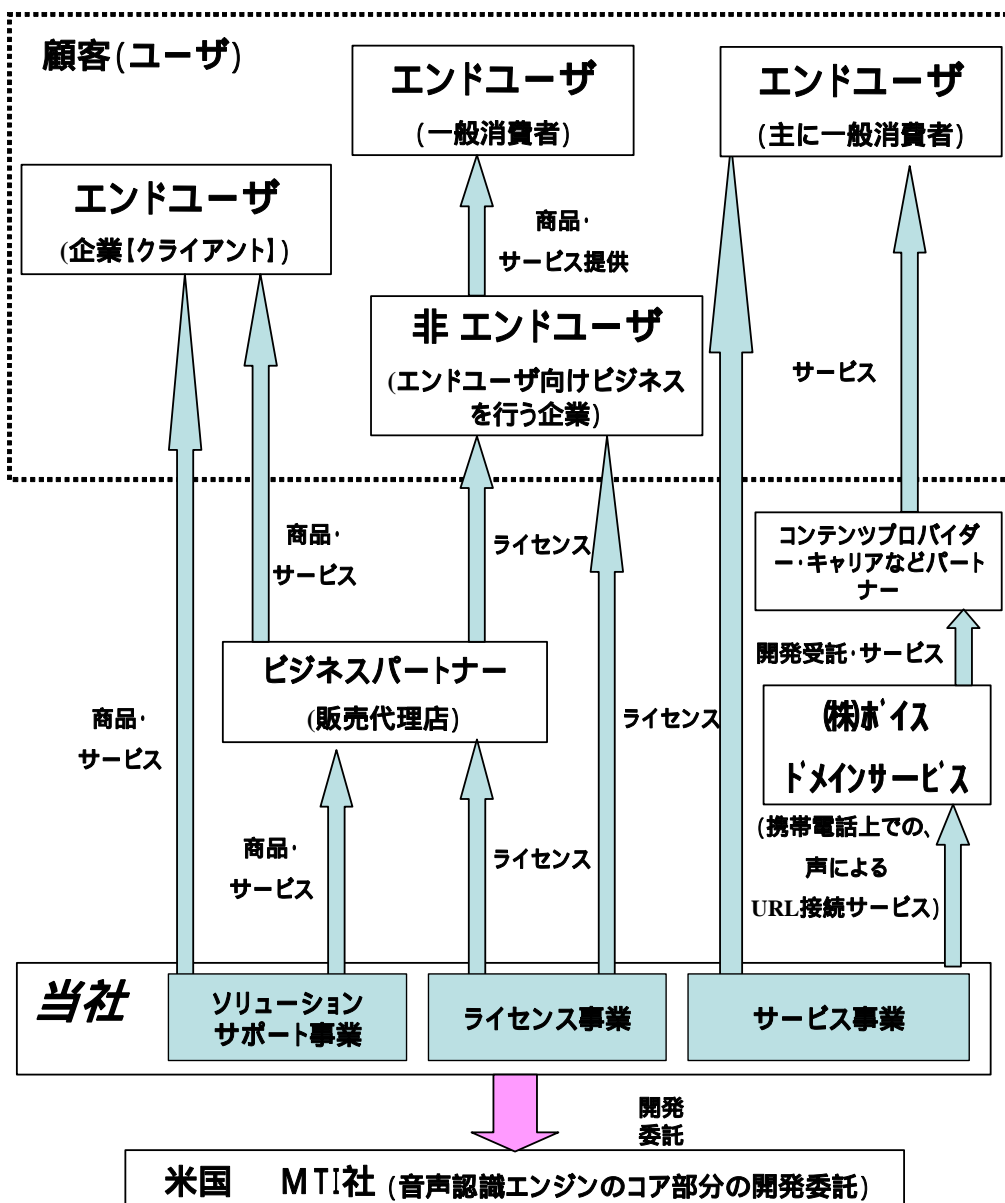 顧客(ユーザ)
エンドユーザ
(一般消費者)
エンドユーザ
(主に一般消費者)
エンドユーザ
(企業【クライアント】)
商品・
サービス提供
非 エンドユーザ
(エンドユーザ向けビジネス
を行う企業)
サービス
商品・
サービス
ライセンス
コンテンツプロバイダ
ー・キャリアなどパート
ナー
開発受託・サービス
ビジネスパートナー
(販売代理店)
商品・
サービス
ライセンス
㈱ボイス
ドメインサービス
(携帯電話上での、
声による
URL接続サービス)
商品・
サービス
ライセンス
当社
ソリューション
サポート事業
ライセンス事業
サービス事業
開発
委託
米国 MTI社 (音声認識エンジンのコア部分の開発委託)